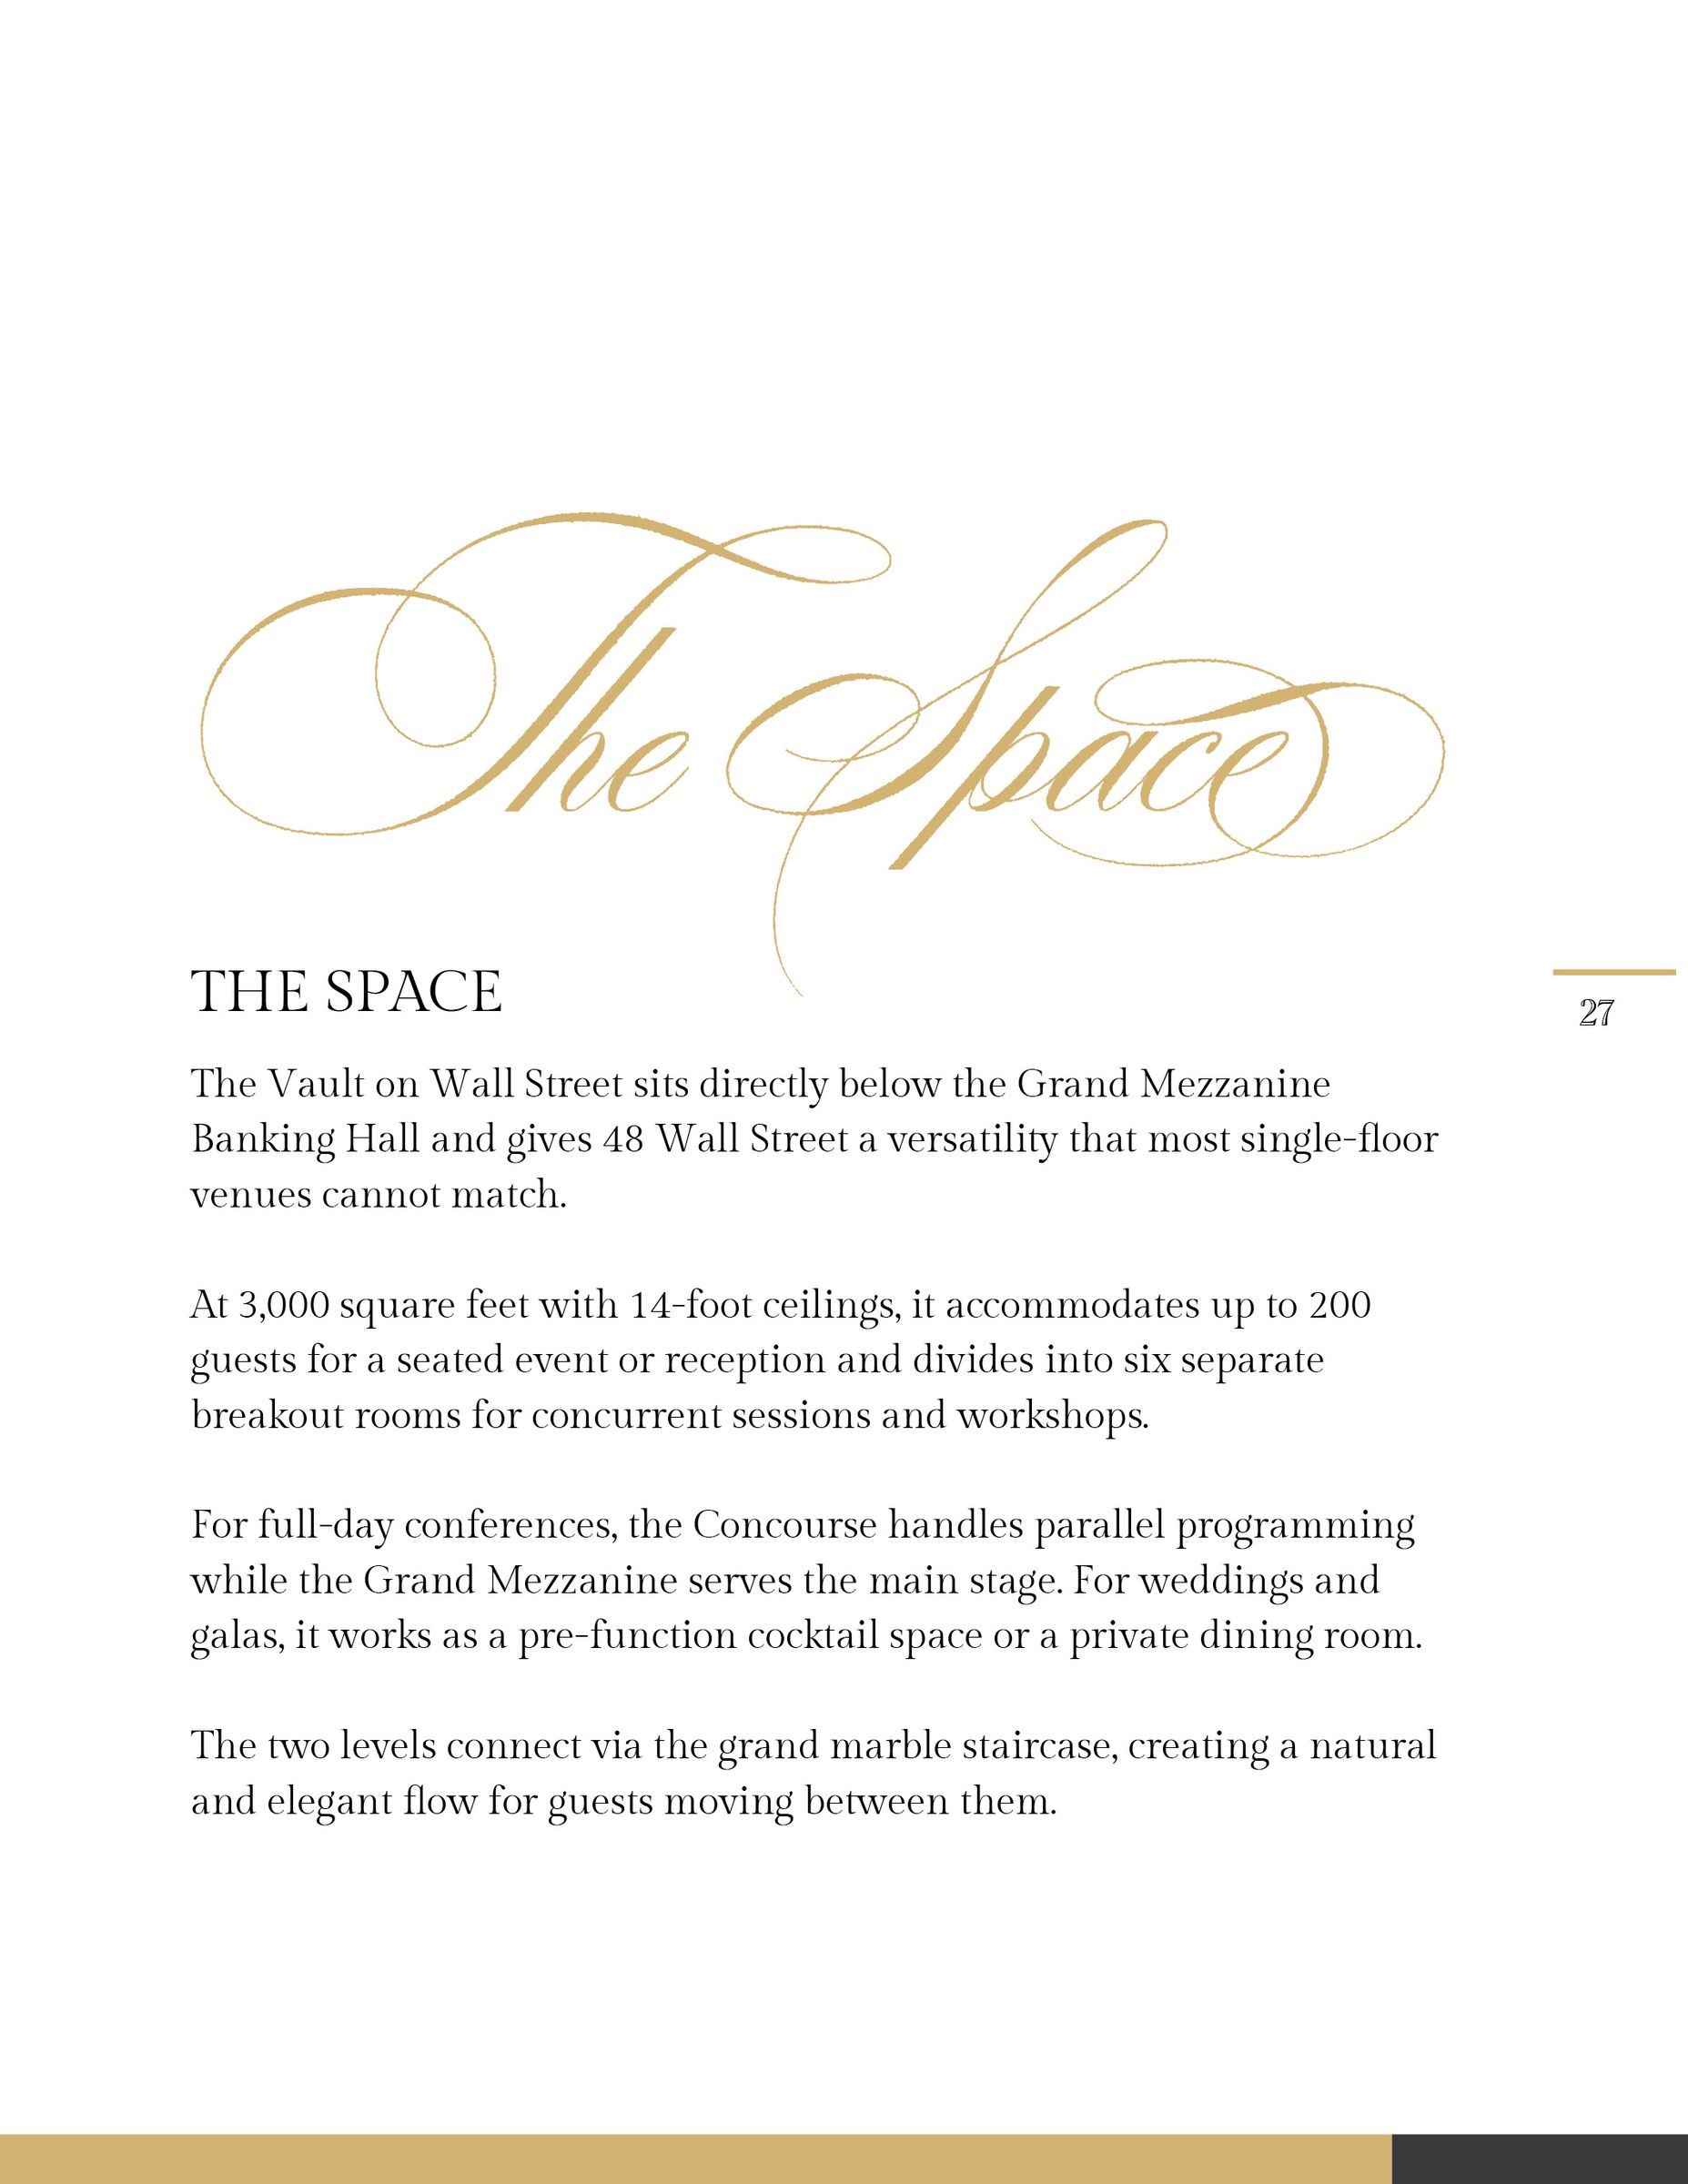 The Space
THE SPACE
27
The Vault on Wall Street sits directly below the Grand Mezzanine
Banking Hall and gives 48 Wall Street a versatility that most single-floor
venues cannot match.
At 3,000 square feet with 14-foot ceilings, it accommodates up to 200
guests for a seated event or reception and divides into six separate
breakout rooms for concurrent sessions and workshops.
For full-day conferences, the Concourse handles parallel programming
while the Grand Mezzanine serves the main stage. For weddings and
galas, it works as a pre-function cocktail space or a private dining room.
The two levels connect via the grand marble staircase, creating a natural
and elegant flow for guests moving between them.